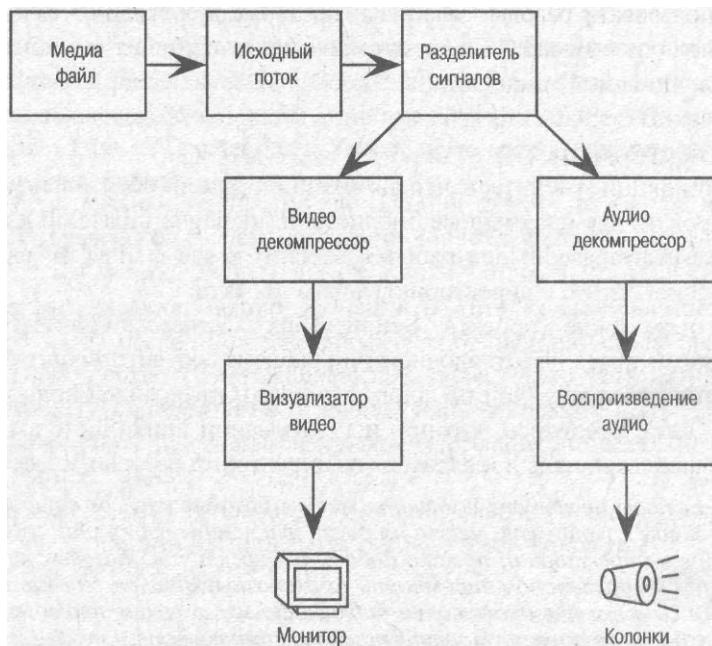 Медиа
файл
Исходный
поток
Разделитель
сигналов
Видео
декомпрессор
Аудио
декомпрессор
Визуализатор
видео
Воспроизведение
аудио
Монитор
Колонки